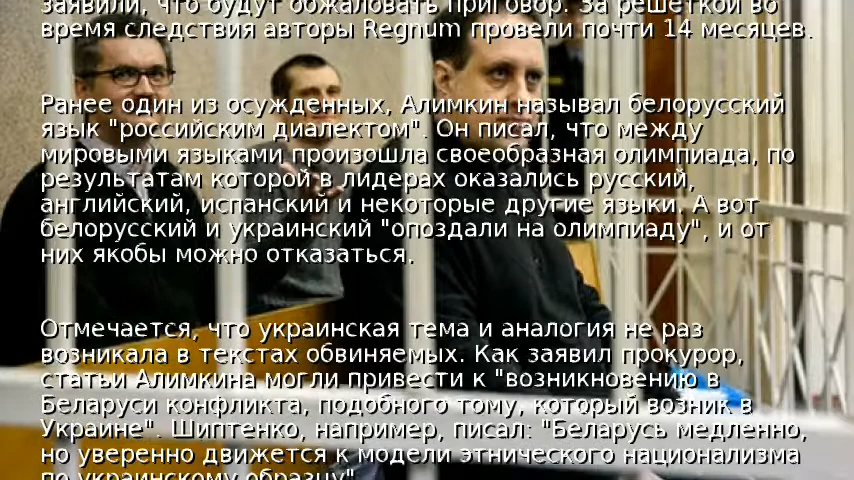 заявили, что будут обжаловать приговор. За решеткой во
время следствия авторы Regnum провели почти 14 месяцев.
Ранее один из осужденных, Алимкин называл белорусский
язык "российским диалектом". Он писал, что между
мировыми языками произошла своеобразная олимпиада, по
результатам которой в лидерах оказались русский,
английский, испанский и некоторые другие языки. А вот
белорусский и украинский "опоздали на олимпиаду", и от
них якобы можно отказаться.
Отмечается, что украинская тема и аналогия не раз
возникала в текстах обвиняемых. Как заявил прокурор,
статьи Алимкина могли привести к "возникновению в
Беларуси конфликта, подобного тому, который возник в
Украине". Шиптенко, например, писал: "Беларусь медленно,
но уверенно движется к модели этнического национализма
по украинскому образцу".